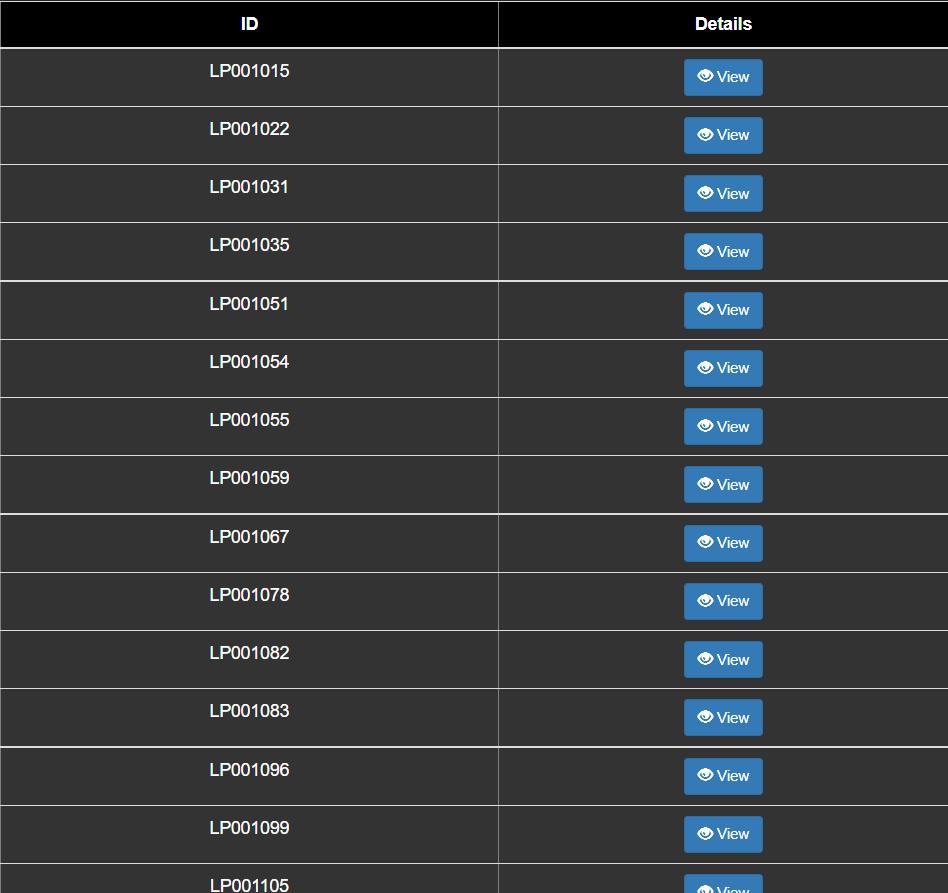 ID Details
LP001015 View
LP001022 View
LP001031 View
LP001035 View
LP001051 View
LP001054 View
LP001055 View
LP001059 View
LP001067 View
LP001078 View
LP001082 View
LP001083 View
LP001096 View
LP001099 View
LP001105 View